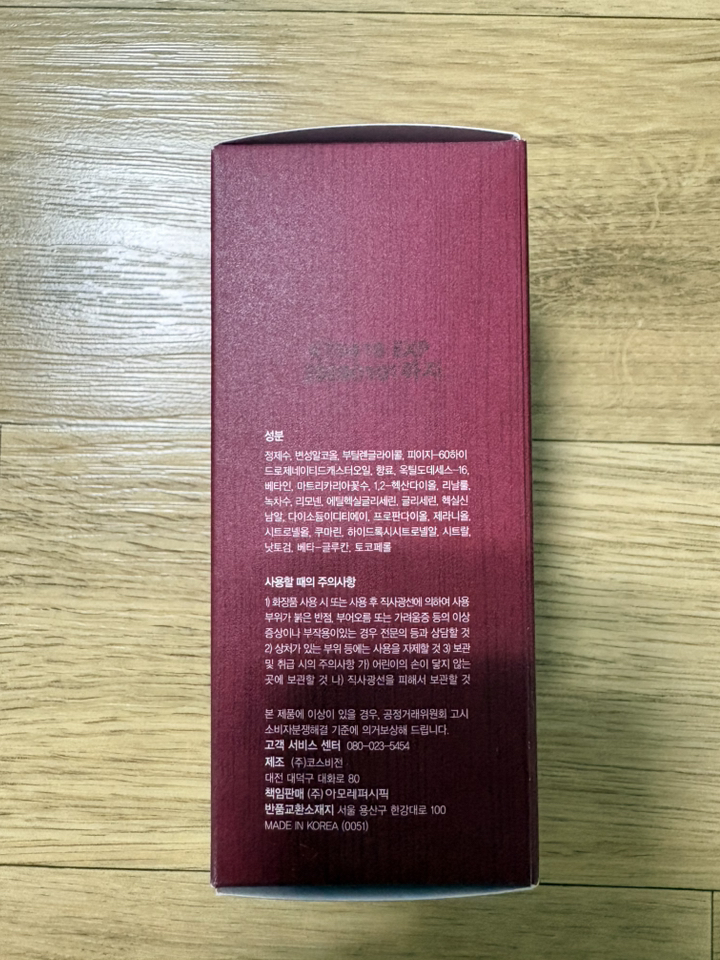 성분
정제수, 변성알코올, 부틸렌글라이콜, 피이지-60하이
드로제네이티드캐스터오일, 향료, 옥틸도데세스-16,
베타인, 마트리카리아꽃수, 1,2-헥산다이올, 리날룰,
녹차수, 리모넨, 에틸헥실글리세린, 글리세린, 헥실신
남알, 다이소듐이디티에이, 프로판다이올, 제라니올,
시트로넬올, 쿠마린, 하이드록시시트로넬알, 시트랄,
낫토검, 베타-글루칸, 토코페롤
사용할 때의 주의사항
1) 화장품 사용 시 또는 사용 후 직사광선에 의하여 사용
부위가 붉은 반점, 부어오름 또는 가려움증 등의 이상
증상이나 부작용이있는 경우 전문의 등과 상담할 것
2) 상처가 있는 부위 등에는 사용을 자제할 것 3) 보관
및 취급 시의 주의사항 가) 어린이의 손이 닿지 않는
곳에 보관할 것 나) 직사광선을 피해서 보관할 것
본 제품에 이상이 있을 경우, 공정거래위원회 고시
소비자분쟁해결 기준에 의거보상해 드립니다.
고객 서비스 센터 080-023-5454
제조 (주)코스비전
대전 대덕구 대화로 80
책임판매 (주)아모레퍼시픽
반품교환소재지 서울 용산구 한강대로 100
MADE IN KOREA (0051)